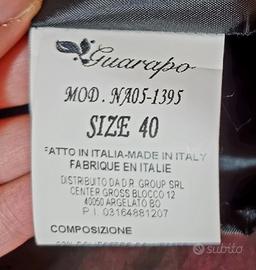 Guarapo
MOD. NA05-1395
SIZE 40
FATTO IN ITALIA-MADE IN ITALY
FABRIQUE EN ITALIE
DISTRIBUITO DA D.R. GROUP SRL
CENTER GROSS BLOCCO 12
40050 ARGELATO BO
P.I. 03164881207
COMPOSIZIONE
subito